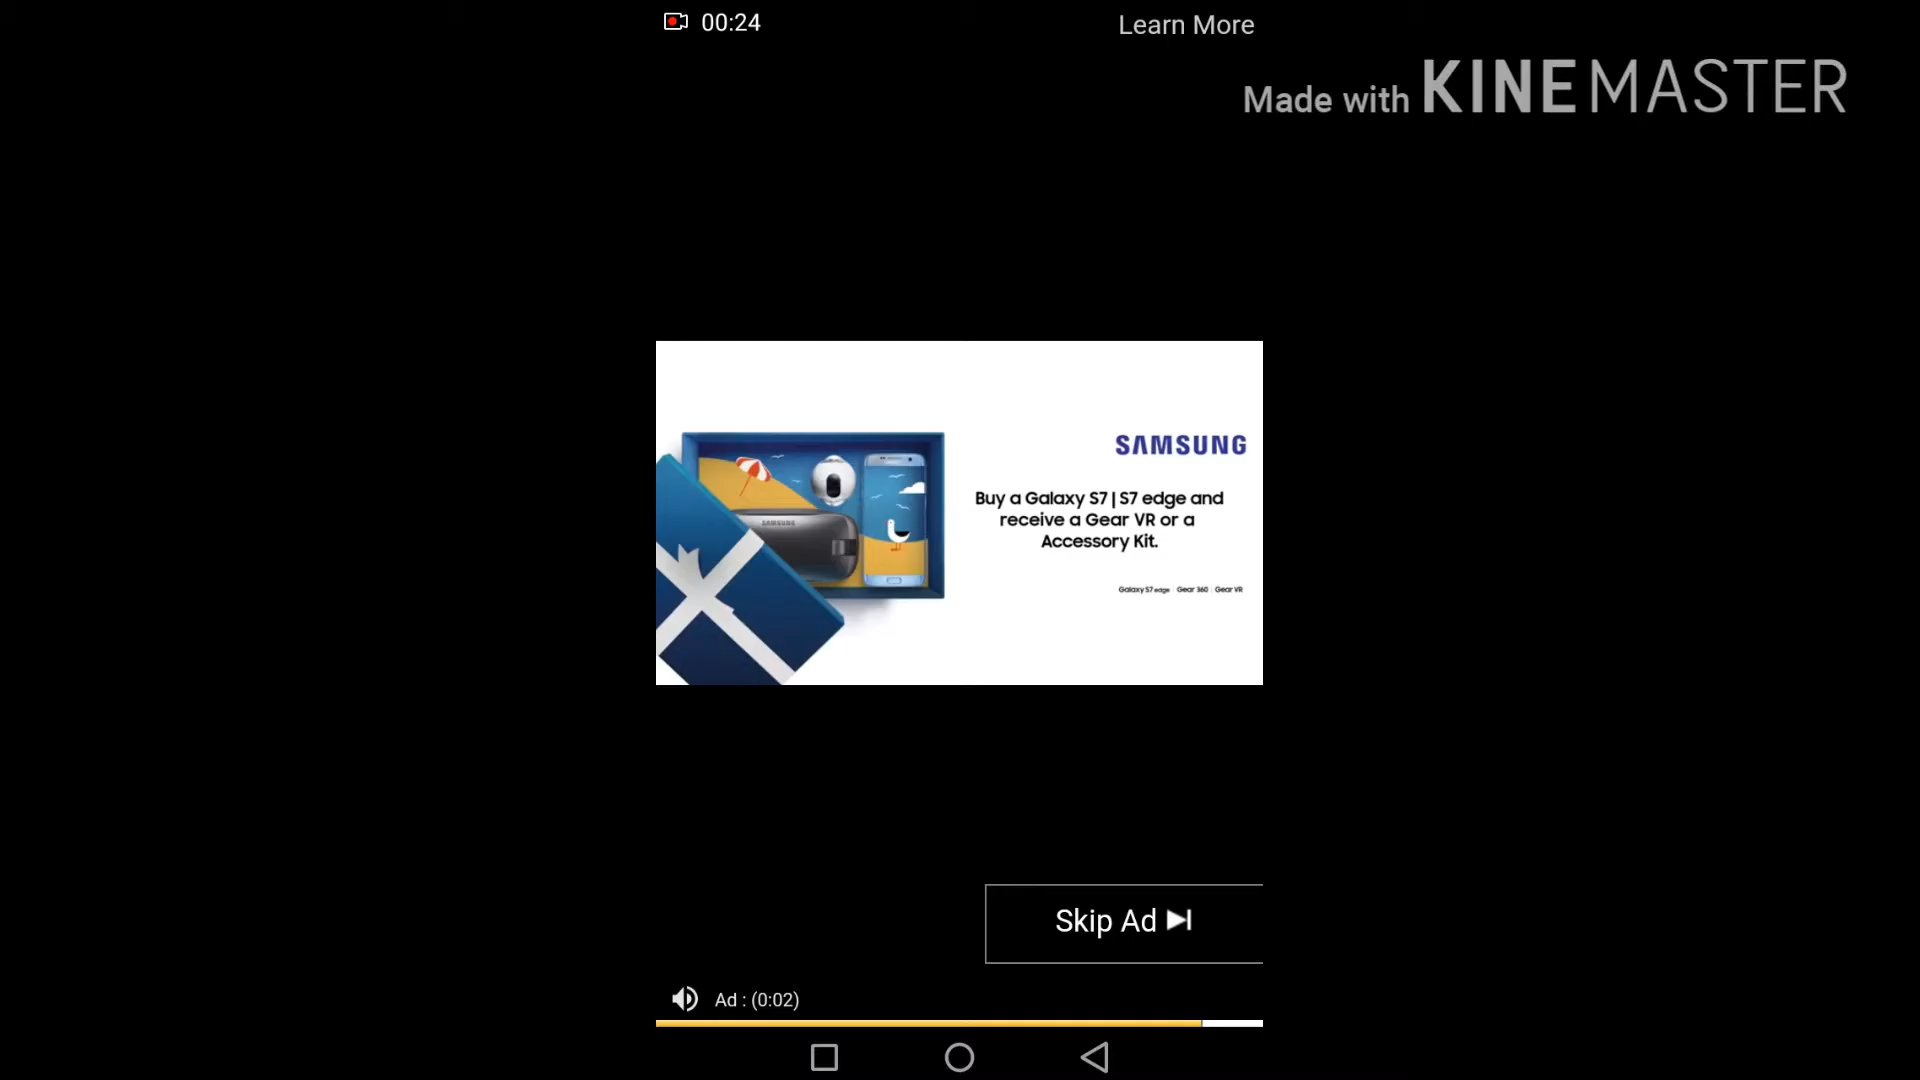 00:24
Learn More
Made with KINEMASTER
SAMSUNG
SAMSUNG
Buy a Galaxy S7 | S7 edge and
receive a Gear VR or a
Accessory Kit.
Galaxy S7 edge | Gear 360 | Gear VR
Skip Ad
Ad : (0:02)